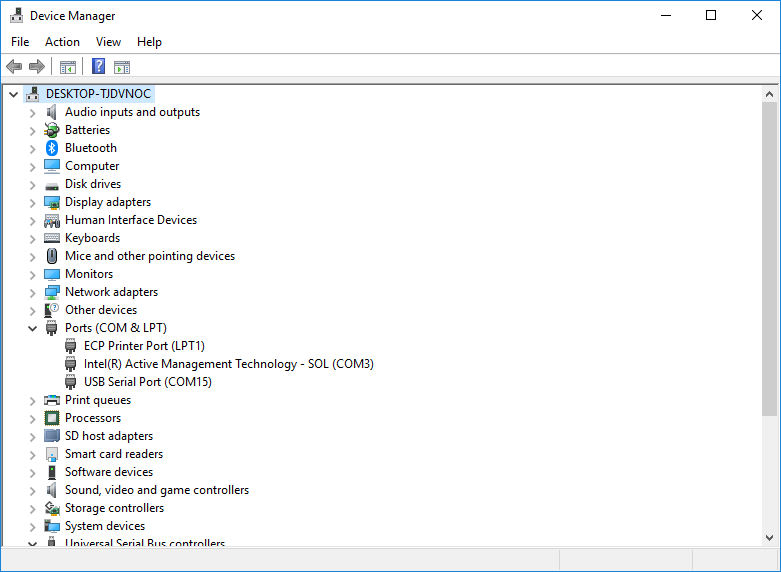 Device Manager
File Action View Help
DESKTOP-TJDVNOC
Audio inputs and outputs
Batteries
Bluetooth
Computer
Disk drives
Display adapters
Human Interface Devices
Keyboards
Mice and other pointing devices
Monitors
Network adapters
Other devices
Ports (COM & LPT)
ECP Printer Port (LPT1)
Intel(R) Active Management Technology - SOL (COM3)
USB Serial Port (COM15)
Print queues
Processors
SD host adapters
Smart card readers
Software devices
Sound, video and game controllers
Storage controllers
System devices
Universal Serial Bus controllers